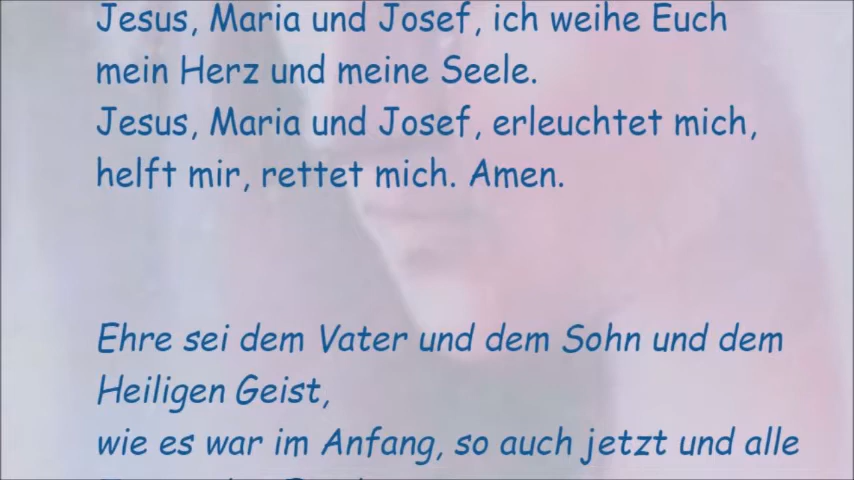 Jesus, Maria und Josef, ich weihe Euch
mein Herz und meine Seele.
Jesus, Maria und Josef, erleuchtet mich,
helft mir, rettet mich. Amen.
Ehre sei dem Vater und dem Sohn und dem
Heiligen Geist,
wie es war im Anfang, so auch jetzt und alle